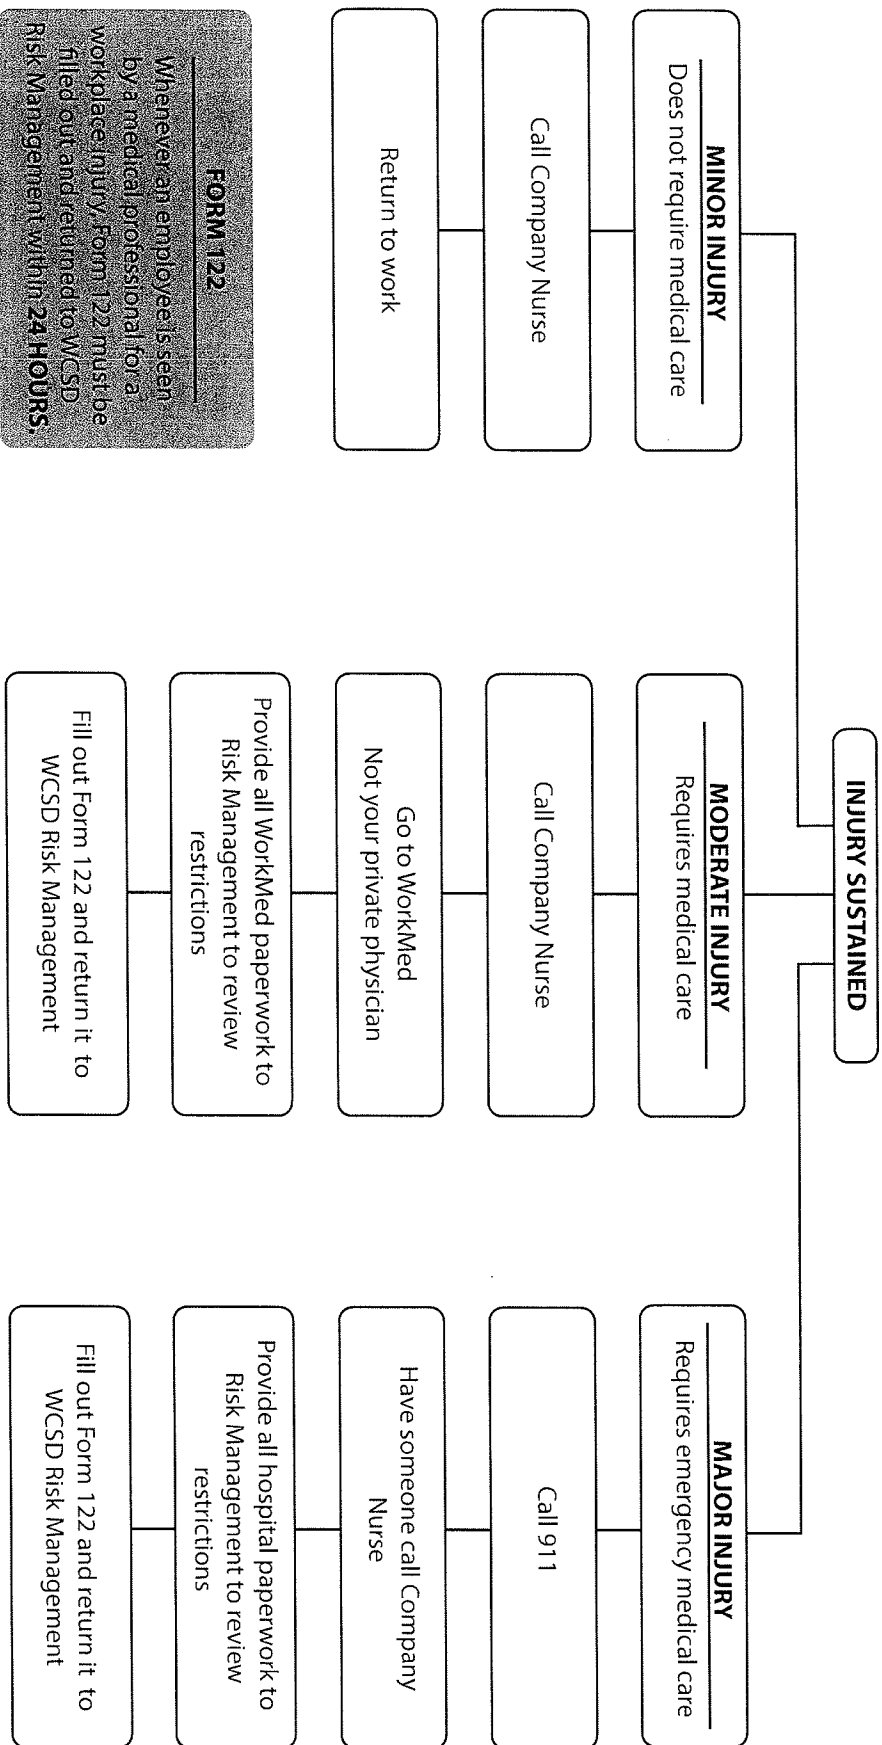 INJURY SUSTAINED
MINOR INJURY
Does not require medical care
Call Company Nurse
Return to work
MODERATE INJURY
Requires medical care
Call Company Nurse
Go to WorkMed
Not your private physician
Provide all WorkMed paperwork to
Risk Management to review
restrictions
Fill out Form 122 and return it to
WCSD Risk Management
MAJOR INJURY
Requires emergency medical care
Call 911
Have someone call Company
Nurse
Provide all hospital paperwork to
Risk Management to review
restrictions
Fill out Form 122 and return it to
WCSD Risk Management
FORM 122
Whenever an employee is seen
by a medical professional for a
workplace injury, Form 122 must be
filled out and returned to WCSD
Risk Management within 24 HOURS.